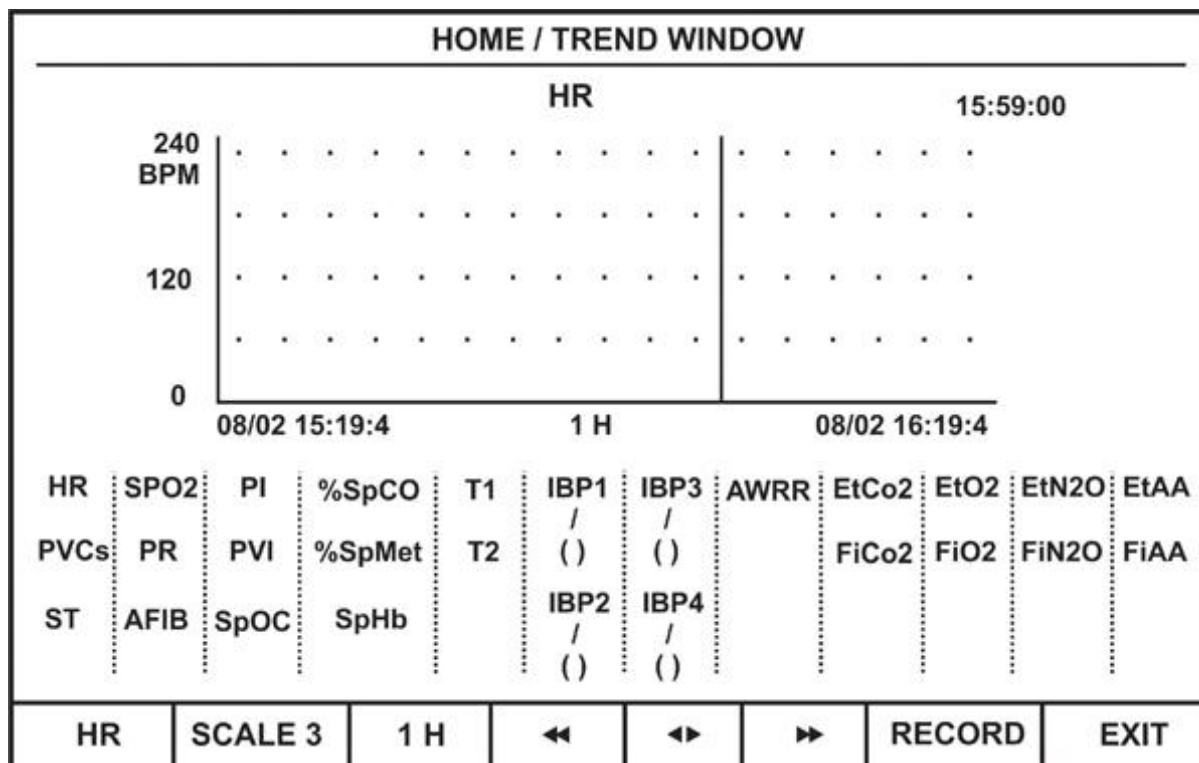 HOME / TREND WINDOW
HR
15:59:00
240
BPM
120
0
08/02 15:19:4 1 H 08/02 16:19:4
HR SPO2 PI %SpCO T1 IBP1 IBP3 AWRR EtCo2 EtO2 EtN2O EtAA
/ /
PVCs PR PVI %SpMet T2 ( ) ( ) FiCo2 FiO2 FiN2O FiAA
ST AFIB SpOC SpHb IBP2 IBP4
/ /
( ) ( )
HR SCALE 3 1 H ◀◀ ◀▶ ▶▶ RECORD EXIT